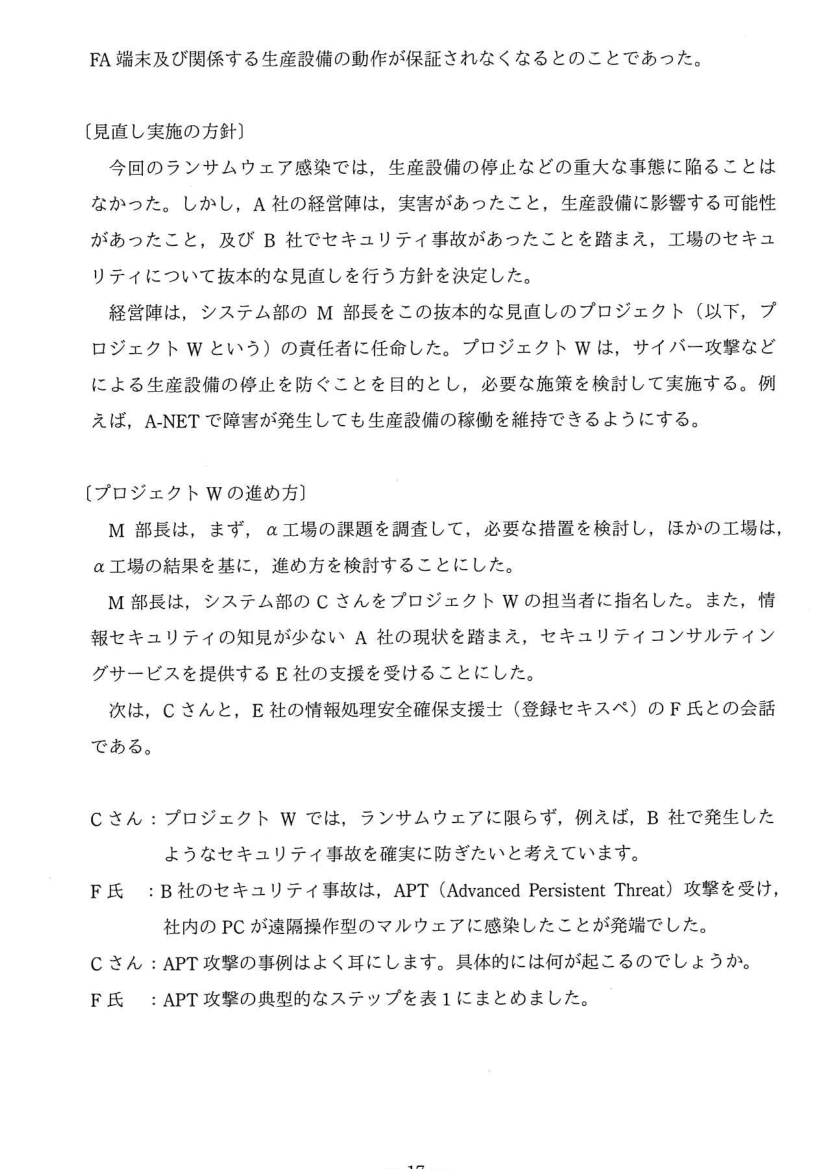 FA 端末及び関係する生産設備の動作が保証されなくなるとのことであった。
〔見直し実施の方針〕
今回のランサムウェア感染では，生産設備の停止などの重大な事態に陥ることは
なかった。しかし，A 社の経営陣は，実害があったこと，生産設備に影響する可能性
があったこと，及び B 社でセキュリティ事故があったことを踏まえ，工場のセキュ
リティについて抜本的な見直しを行う方針を決定した。
経営陣は，システム部の M 部長をこの抜本的な見直しのプロジェクト（以下，プ
ロジェクト W という）の責任者に任命した。プロジェクト W は，サイバー攻撃など
による生産設備の停止を防ぐことを目的とし，必要な施策を検討して実施する。例
えば，A-NET で障害が発生しても生産設備の稼働を維持できるようにする。
〔プロジェクト W の進め方〕
M 部長は，まず，α工場の課題を調査して，必要な措置を検討し，ほかの工場は，
α工場の結果を基に，進め方を検討することにした。
M 部長は，システム部の C さんをプロジェクト W の担当者に指名した。また，情
報セキュリティの知見が少ない A 社の現状を踏まえ，セキュリティコンサルティン
グサービスを提供する E 社の支援を受けることにした。
次は，C さんと，E 社の情報処理安全確保支援士（登録セキスペ）の F 氏との会話
である。
C さん：プロジェクト W では，ランサムウェアに限らず，例えば，B 社で発生した
ようなセキュリティ事故を確実に防ぎたいと考えています。
F 氏　：B 社のセキュリティ事故は，APT（Advanced Persistent Threat）攻撃を受け，
社内の PC が遠隔操作型のマルウェアに感染したことが発端でした。
C さん：APT 攻撃の事例はよく耳にします。具体的には何が起こるのでしょうか。
F 氏　：APT 攻撃の典型的なステップを表 1 にまとめました。